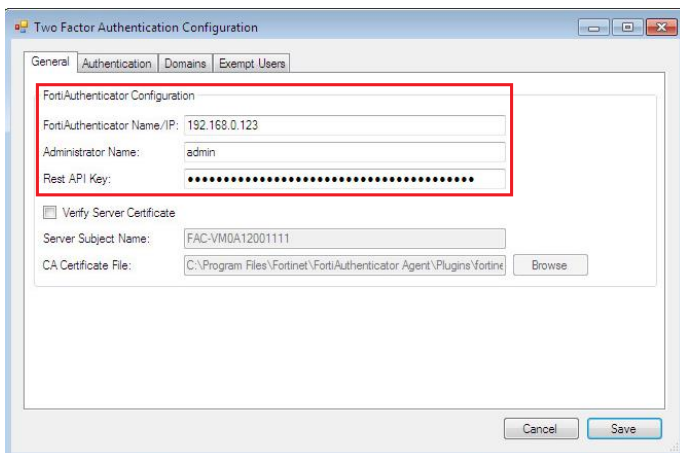 Two Factor Authentication Configuration
General Authentication Domains Exempt Users
FortiAuthenticator Configuration
FortiAuthenticator Name/IP: 192.168.0.123
Administrator Name: admin
Rest API Key: ••••••••••••••••••••••••••••••••••••••••
Verify Server Certificate
Server Subject Name: FAC-VM0A12001111
CA Certificate File: C:\Program Files\Fortinet\FortiAuthenticator Agent\Plugins\fortine Browse
Cancel Save